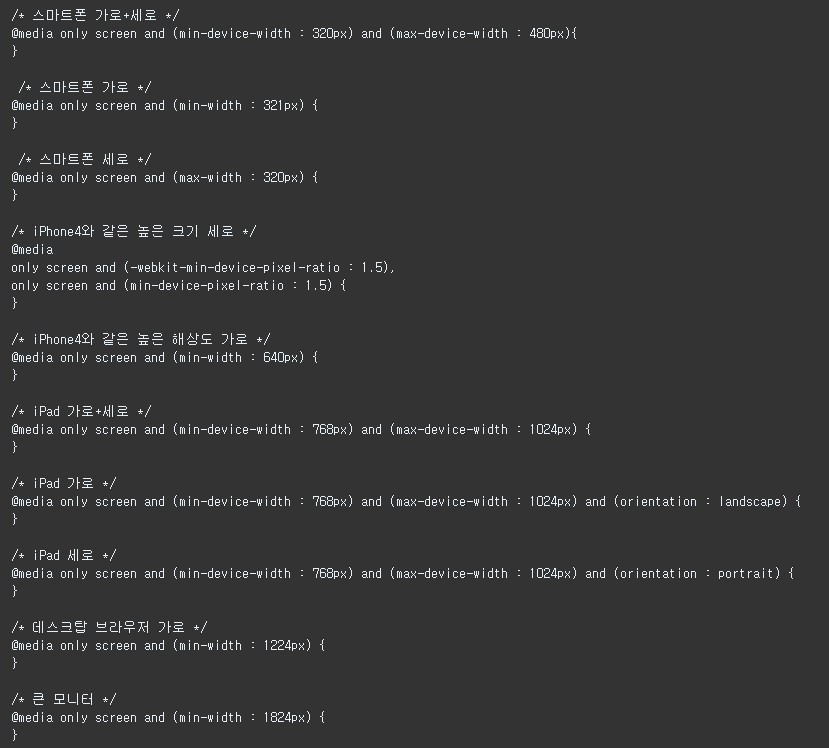 /* 스마트폰 가로+세로 */
@media only screen and (min-device-width : 320px) and (max-device-width : 480px){
}
/* 스마트폰 가로 */
@media only screen and (min-width : 321px) {
}
/* 스마트폰 세로 */
@media only screen and (max-width : 320px) {
}
/* iPhone4와 같은 높은 크기 세로 */
@media
only screen and (-webkit-min-device-pixel-ratio : 1.5),
only screen and (min-device-pixel-ratio : 1.5) {
}
/* iPhone4와 같은 높은 해상도 가로 */
@media only screen and (min-width : 640px) {
}
/* iPad 가로+세로 */
@media only screen and (min-device-width : 768px) and (max-device-width : 1024px) {
}
/* iPad 가로 */
@media only screen and (min-device-width : 768px) and (max-device-width : 1024px) and (orientation : landscape) {
}
/* iPad 세로 */
@media only screen and (min-device-width : 768px) and (max-device-width : 1024px) and (orientation : portrait) {
}
/* 데스크탑 브라우저 가로 */
@media only screen and (min-width : 1224px) {
}
/* 큰 모니터 */
@media only screen and (min-width : 1824px) {
}